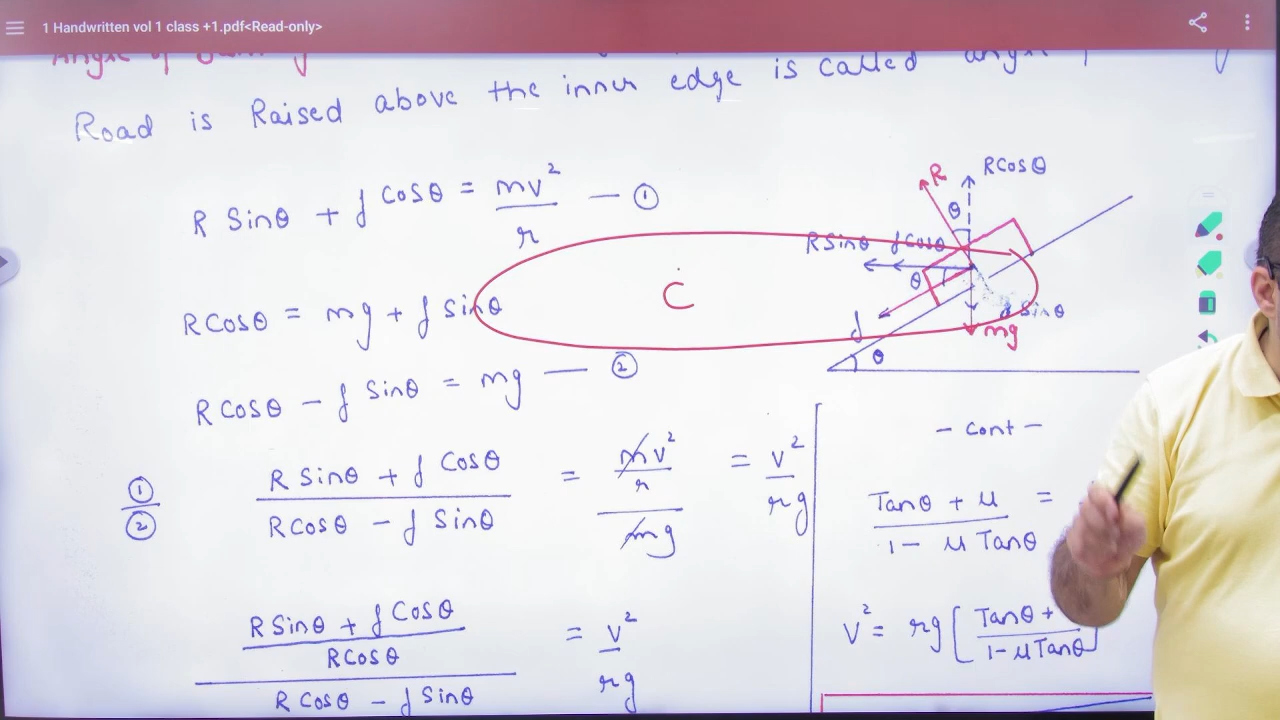 1 Handwritten vol 1 class +1.pdf<Read-only>
Angle of
Road is Raised above the inner edge is called
R Sinθ + f Cosθ = mv²/r — ①
RCosθ = mg + f Sinθ
RCosθ - f Sinθ = mg — ②
①/② (R Sinθ + f Cosθ)/(RCosθ - f Sinθ) = (mv²/r)/(mg) = v²/rg
(RSinθ + f Cosθ)/RCosθ
= v²/rg
R Cosθ - f Sinθ
R
RCosθ
θ
RSinθ
fCosθ
θ
f
Sinθ
mg
θ
C
- Cont -
(Tanθ + μ)/(1 - μ Tanθ) =
V² = rg [(Tanθ +)/(1 - μTanθ)]